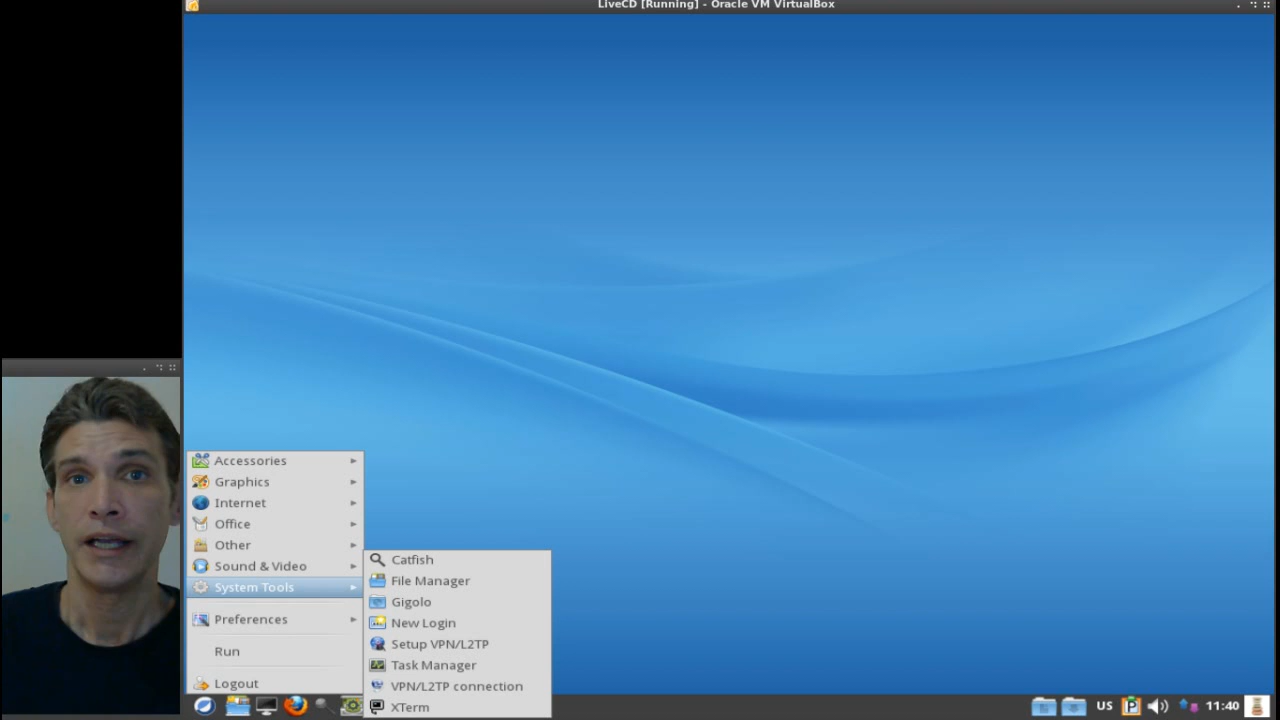 LiveCD [Running] - Oracle VM VirtualBox
Accessories
Graphics
Internet
Office
Other
Sound & Video
System Tools
Preferences
Run
Logout
Catfish
File Manager
Gigolo
New Login
Setup VPN/L2TP
Task Manager
VPN/L2TP connection
XTerm
US
P
11:40